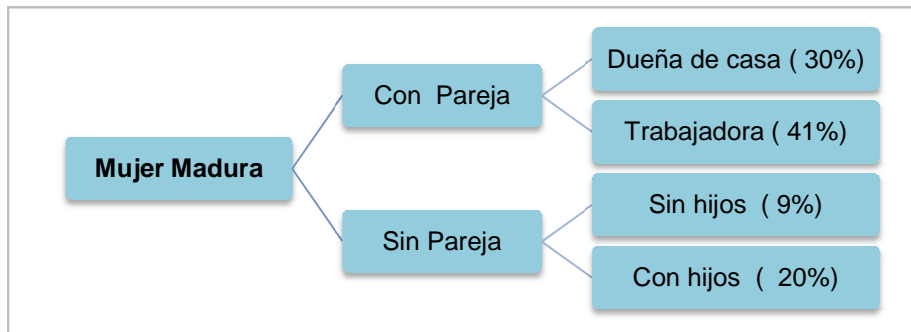 Mujer Madura
Con Pareja
Dueña de casa ( 30%)
Trabajadora ( 41%)
Sin Pareja
Sin hijos ( 9%)
Con hijos ( 20%)